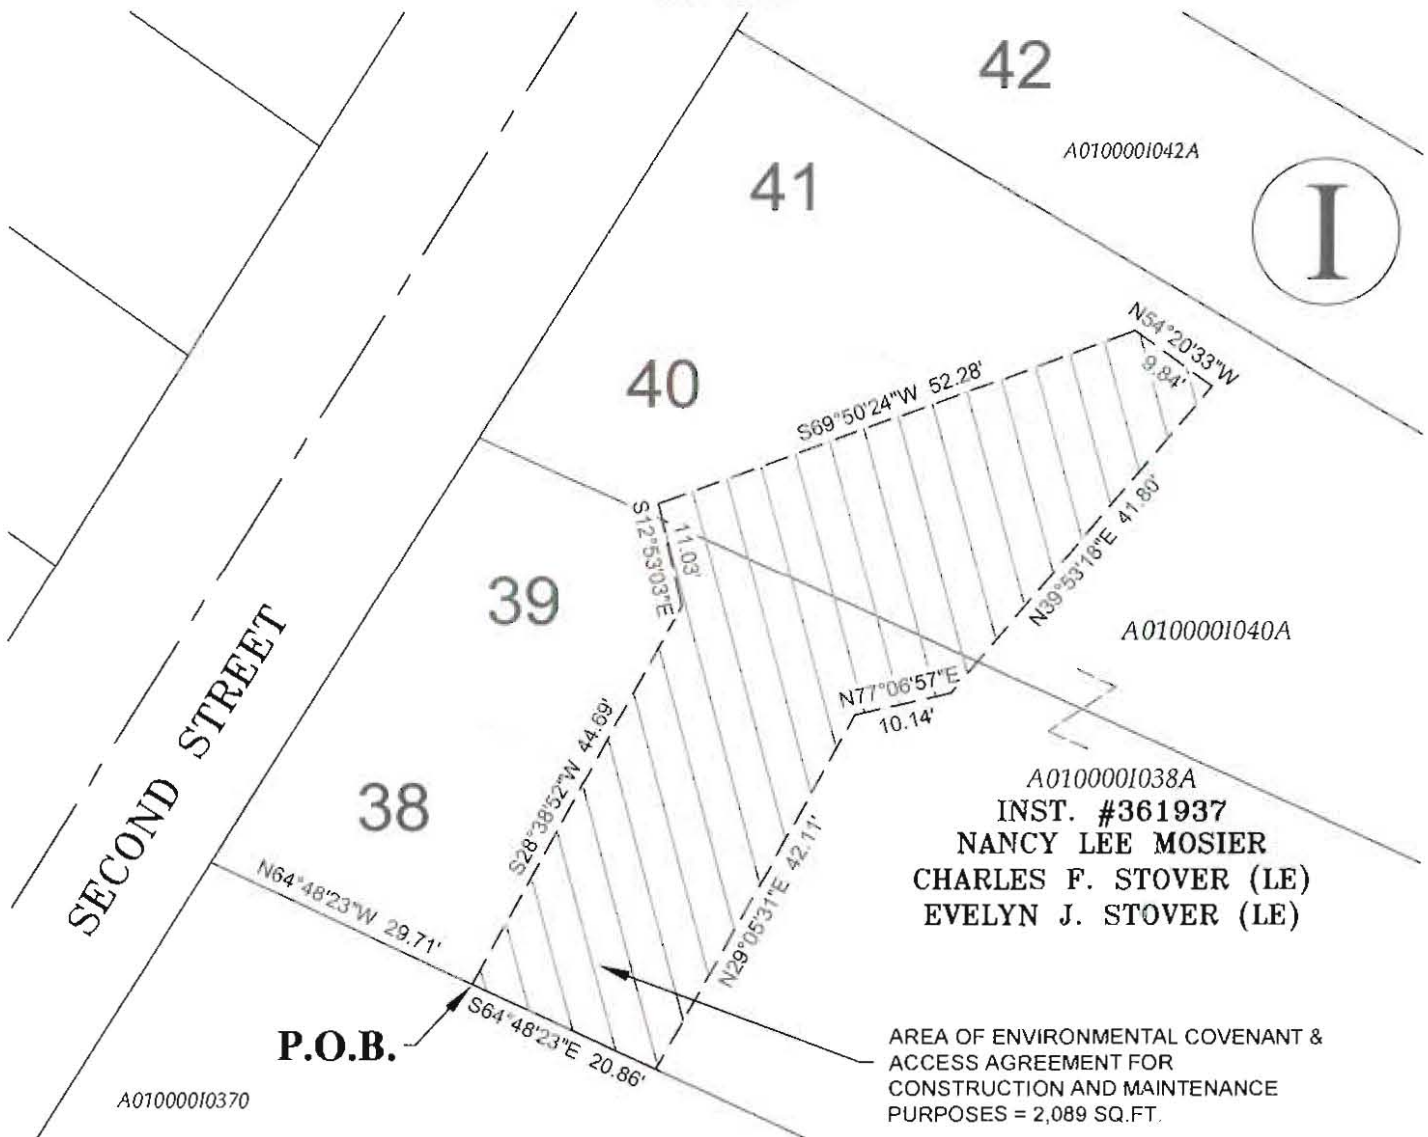 42
A010000I042A
I
41
N54°20'33"W
9.84'
40
S69°50'24"W 52.28'
S12°53'03"E
11.03'
N39°53'18"E 41.80'
39
A010000I040A
N77°06'57"E
10.14'
SECOND STREET
S28°38'52"W 44.69'
A010000I038A
INST. #361937
NANCY LEE MOSIER
CHARLES F. STOVER (LE)
EVELYN J. STOVER (LE)
38
N29°05'31"E 42.11'
N64°48'23"W 29.71'
P.O.B.
S64°48'23"E 20.86'
AREA OF ENVIRONMENTAL COVENANT &
ACCESS AGREEMENT FOR
CONSTRUCTION AND MAINTENANCE
PURPOSES = 2,089 SQ.FT.
A010000I0370